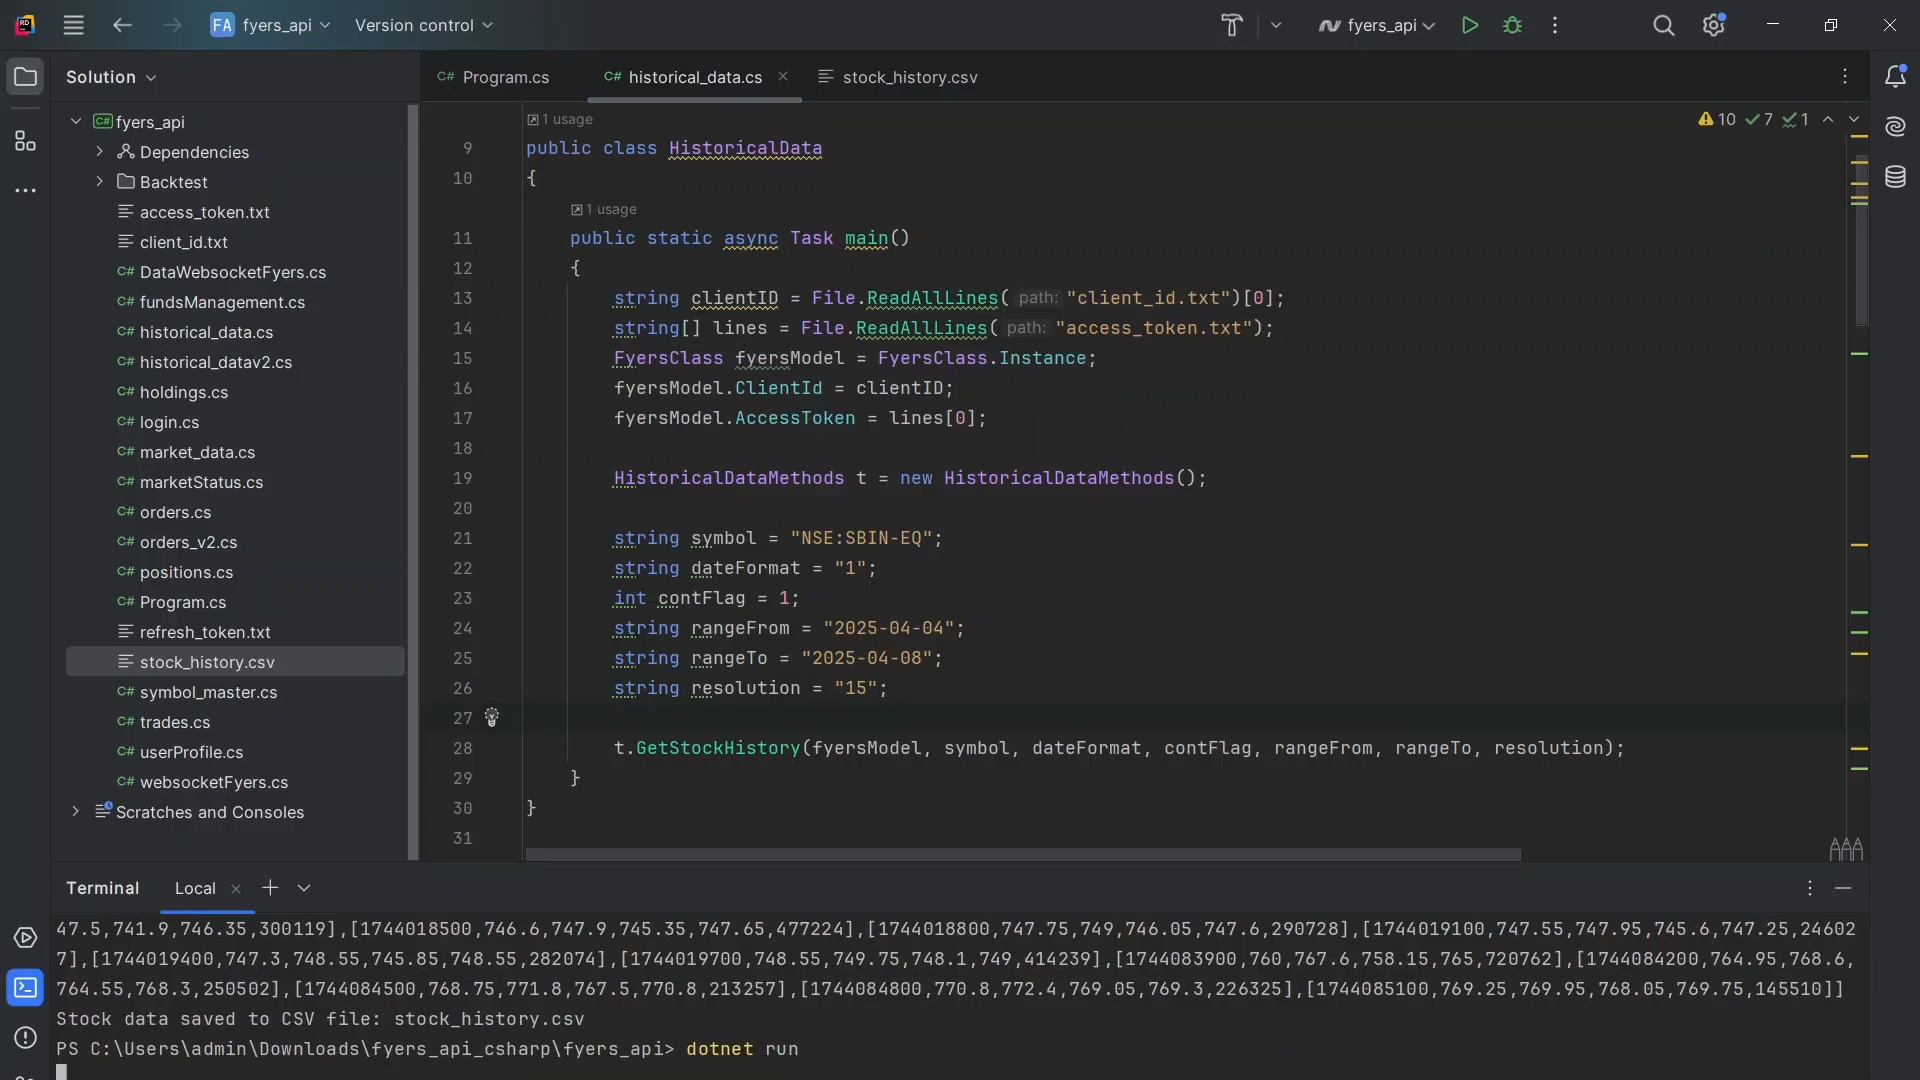 FA fyers_api Version control fyers_api
Solution
Program.cs historical_data.cs stock_history.csv
fyers_api
Dependencies
Backtest
access_token.txt
client_id.txt
DataWebsocketFyers.cs
fundsManagement.cs
historical_data.cs
historical_datav2.cs
holdings.cs
login.cs
market_data.cs
marketStatus.cs
orders.cs
orders_v2.cs
positions.cs
Program.cs
refresh_token.txt
stock_history.csv
symbol_master.cs
trades.cs
userProfile.cs
websocketFyers.cs
Scratches and Consoles
1 usage
10 7 1
9 public class HistoricalData
10 {
1 usage
11 public static async Task main()
12 {
13 string clientID = File.ReadAllLines( path: "client_id.txt")[0];
14 string[] lines = File.ReadAllLines( path: "access_token.txt");
15 FyersClass fyersModel = FyersClass.Instance;
16 fyersModel.ClientId = clientID;
17 fyersModel.AccessToken = lines[0];
18
19 HistoricalDataMethods t = new HistoricalDataMethods();
20
21 string symbol = "NSE:SBIN-EQ";
22 string dateFormat = "1";
23 int contFlag = 1;
24 string rangeFrom = "2025-04-04";
25 string rangeTo = "2025-04-08";
26 string resolution = "15";
27
28 t.GetStockHistory(fyersModel, symbol, dateFormat, contFlag, rangeFrom, rangeTo, resolution);
29 }
30 }
31
Terminal Local
47.5,741.9,746.35,300119],[1744018500,746.6,747.9,745.35,747.65,477224],[1744018800,747.75,749,746.05,747.6,290728],[1744019100,747.55,747.95,745.6,747.25,24602
7],[1744019400,747.3,748.55,745.85,748.55,282074],[1744019700,748.55,749.75,748.1,749,414239],[1744083900,760,767.6,758.15,765,720762],[1744084200,764.95,768.6,
764.55,768.3,250502],[1744084500,768.75,771.8,767.5,770.8,213257],[1744084800,770.8,772.4,769.05,769.3,226325],[1744085100,769.25,769.95,768.05,769.75,145510]]
Stock data saved to CSV file: stock_history.csv
PS C:\Users\admin\Downloads\fyers_api_csharp\fyers_api> dotnet run